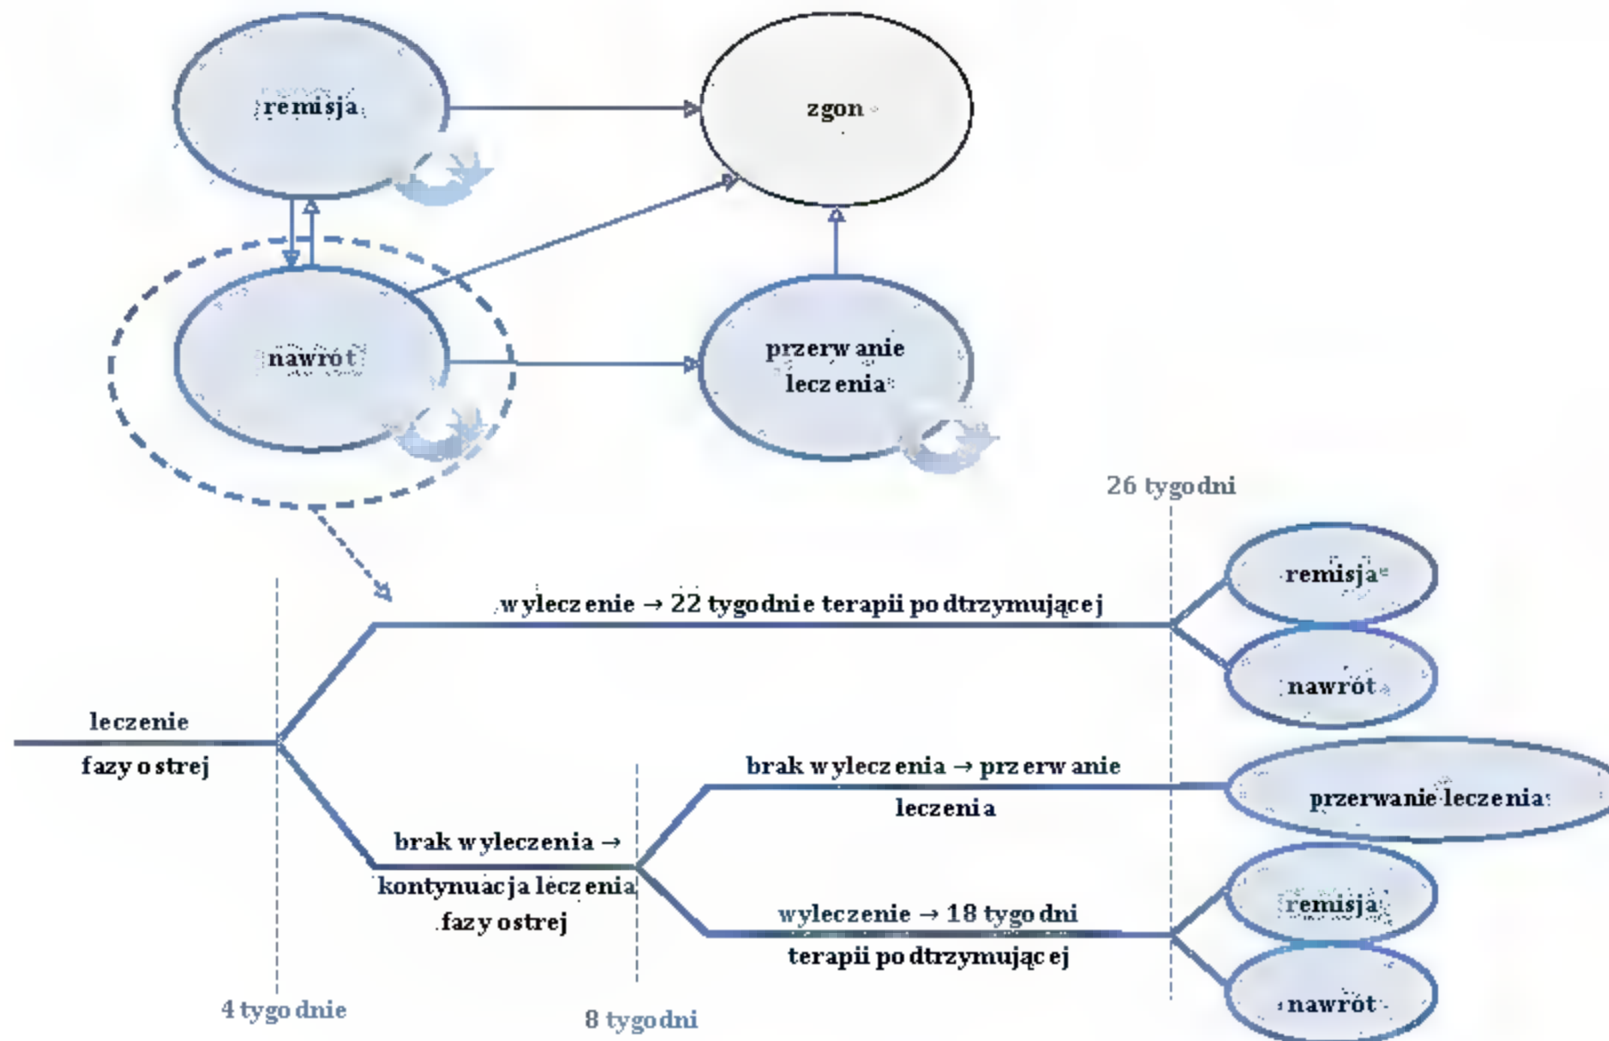 remisja
zgon
nawrót
przerwanie
leczenia
26 tygodni
remisja
wyleczenie → 22 tygodnie terapii podtrzymującej
nawrót
leczenie
fazy ostrej
brak wyleczenia → przerwanie
leczenia
przerwanie leczenia
brak wyleczenia →
kontynuacja leczenia
fazy ostrej
wyleczenie → 18 tygodni
terapii podtrzymującej
remisja
nawrót
4 tygodnie
8 tygodni